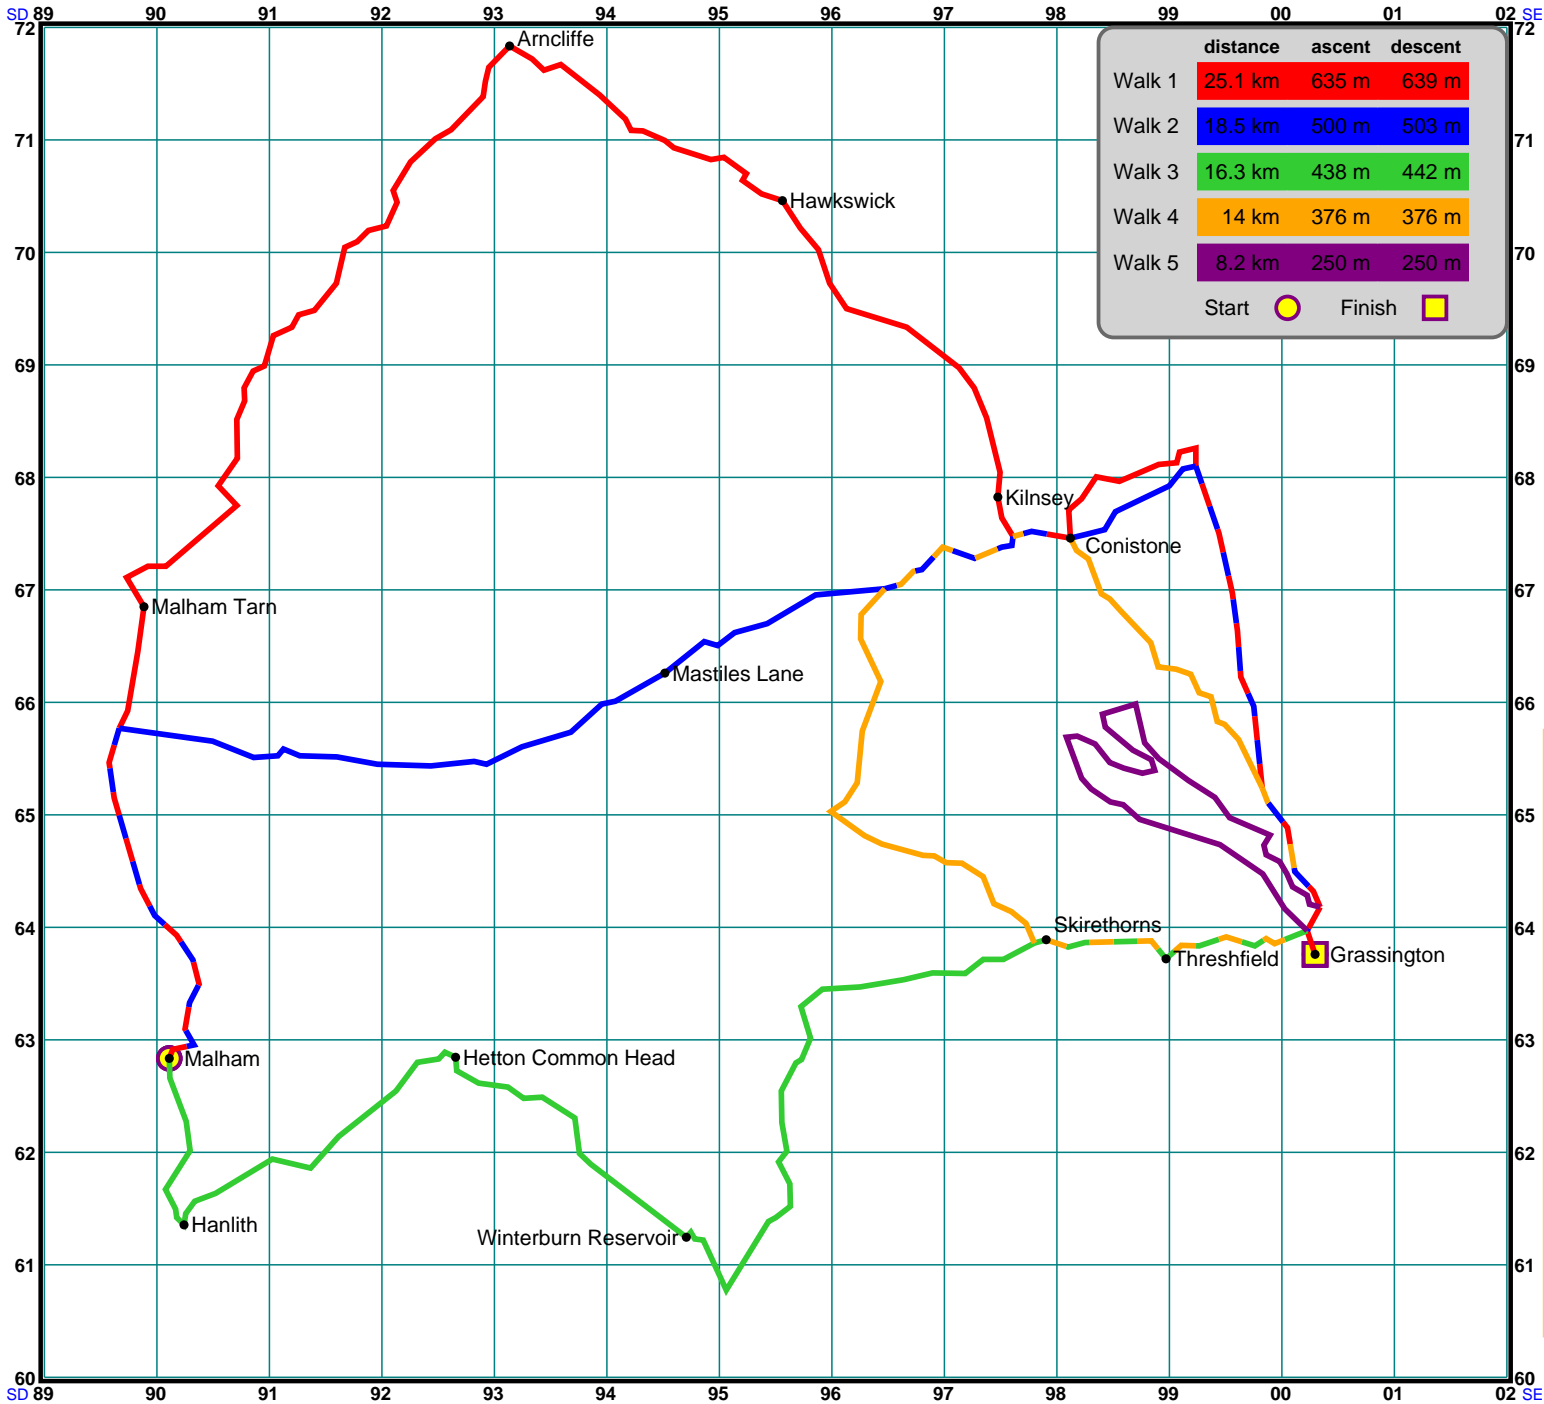 SD 89 90 91 92 93 94 95 96 97 98 99 00 01 02 SE
72 72
Arncliffe
distance ascent descent
Walk 1 25.1 km 635 m 639 m
Walk 2 18.5 km 500 m 503 m
71 71
Walk 3 16.3 km 438 m 442 m
Hawkswick
Walk 4 14 km 376 m 376 m
70 70
Walk 5 8.2 km 250 m 250 m
Start Finish
69 69
68 68
Kilnsey
Conistone
67 67
Malham Tarn
Mastiles Lane
66 66
65 65
64 64
Skirethorns
Grassington
Threshfield
63 63
Malham
Hetton Common Head
62 62
Hanlith
Winterburn Reservoir
61 61
60 60
SD 89 90 91 92 93 94 95 96 97 98 99 00 01 02 SE